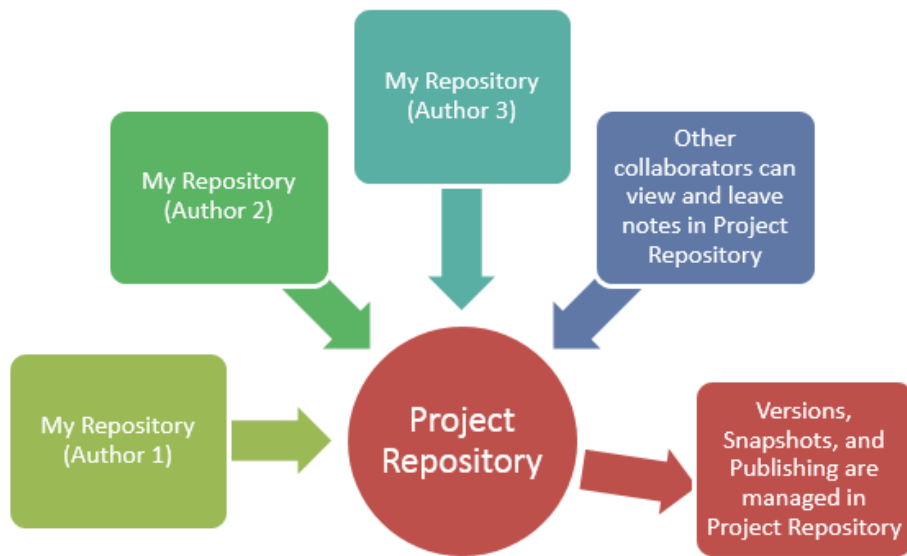 My Repository
(Author 3)
My Repository
(Author 2)
Other
collaborators can
view and leave
notes in Project
Repository
My Repository
(Author 1)
Project
Repository
Versions,
Snapshots, and
Publishing are
managed in
Project Repository